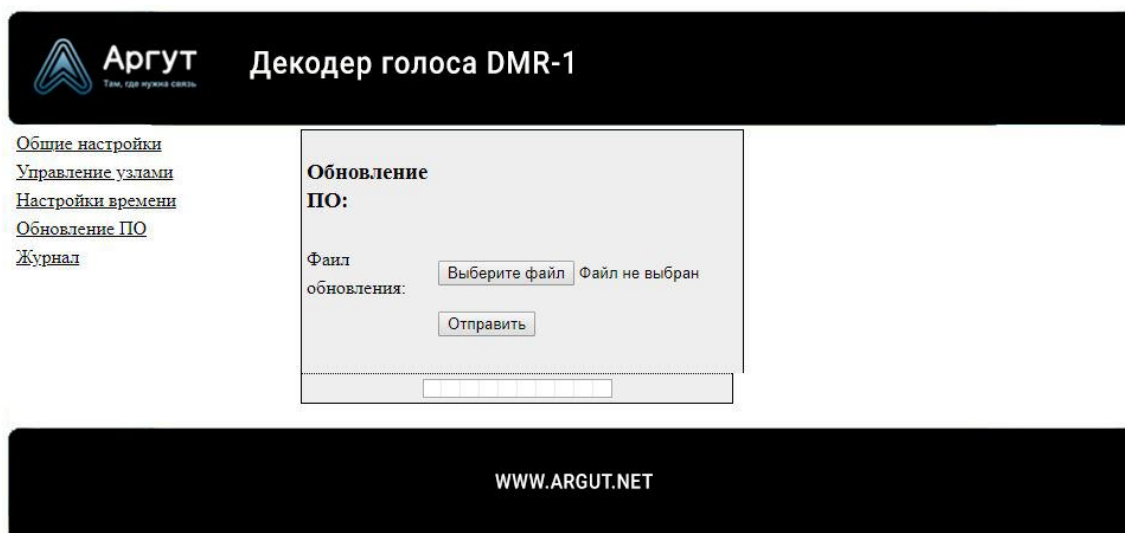 Аргут
Там, где нужна связь
Декодер голоса DMR-1
Общие настройки
Управление узлами
Настройки времени
Обновление ПО
Журнал
Обновление
ПО:
Фаил
обновления:
Выберите файл Файл не выбран
Отправить
WWW.ARGUT.NET